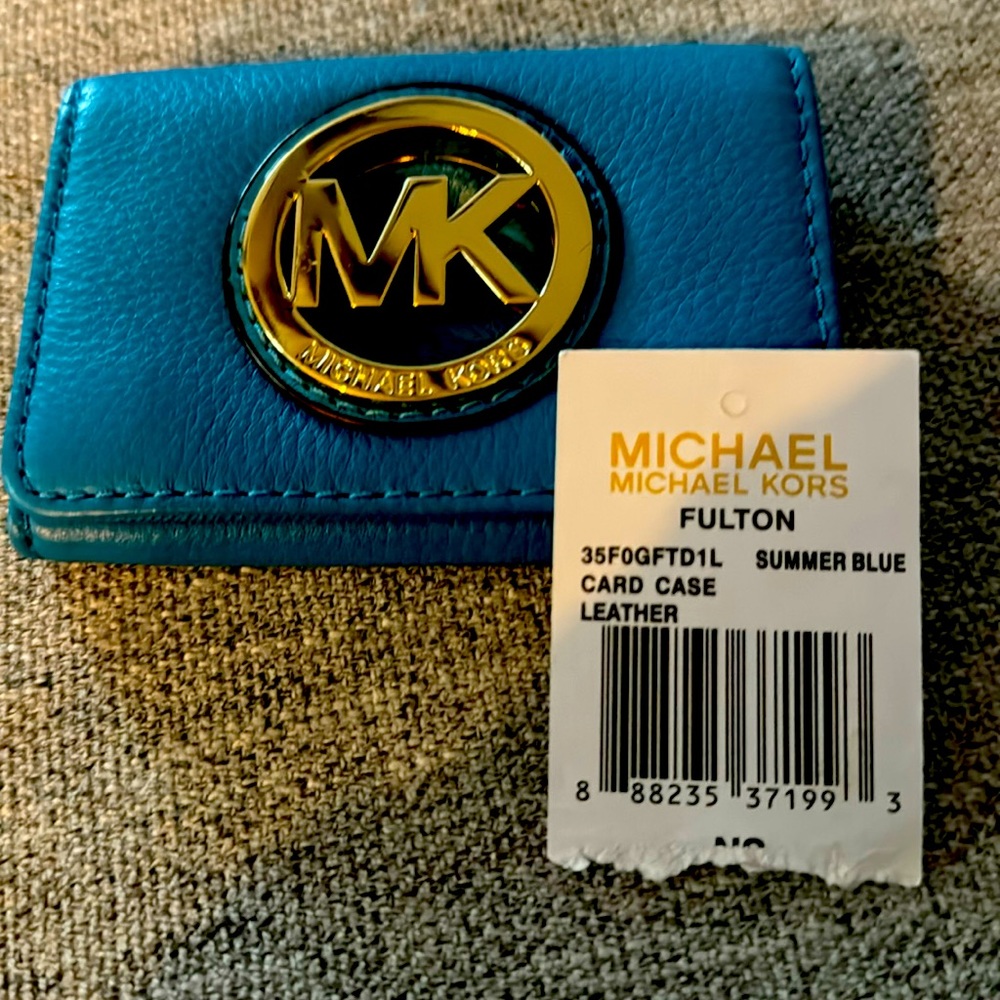 MK
MICHAEL KORS
MICHAEL
MICHAEL KORS
FULTON
35F0GFTD1L SUMMER BLUE
CARD CASE
LEATHER
8 88235 37199 3